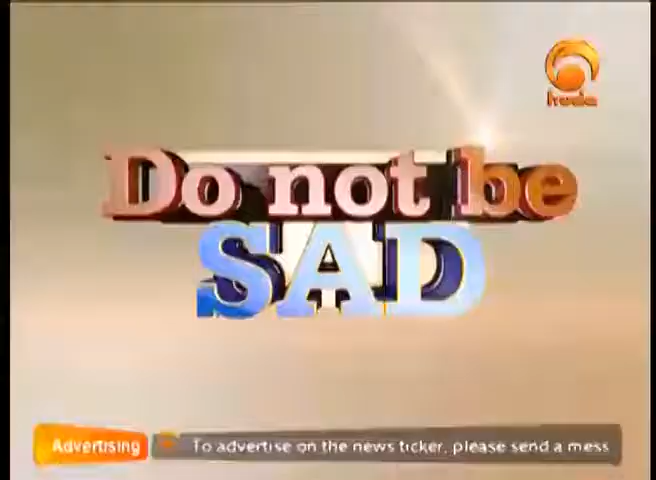 huda
Do not be
SAD
Advertising
To advertise on the news ticker, please send a mess